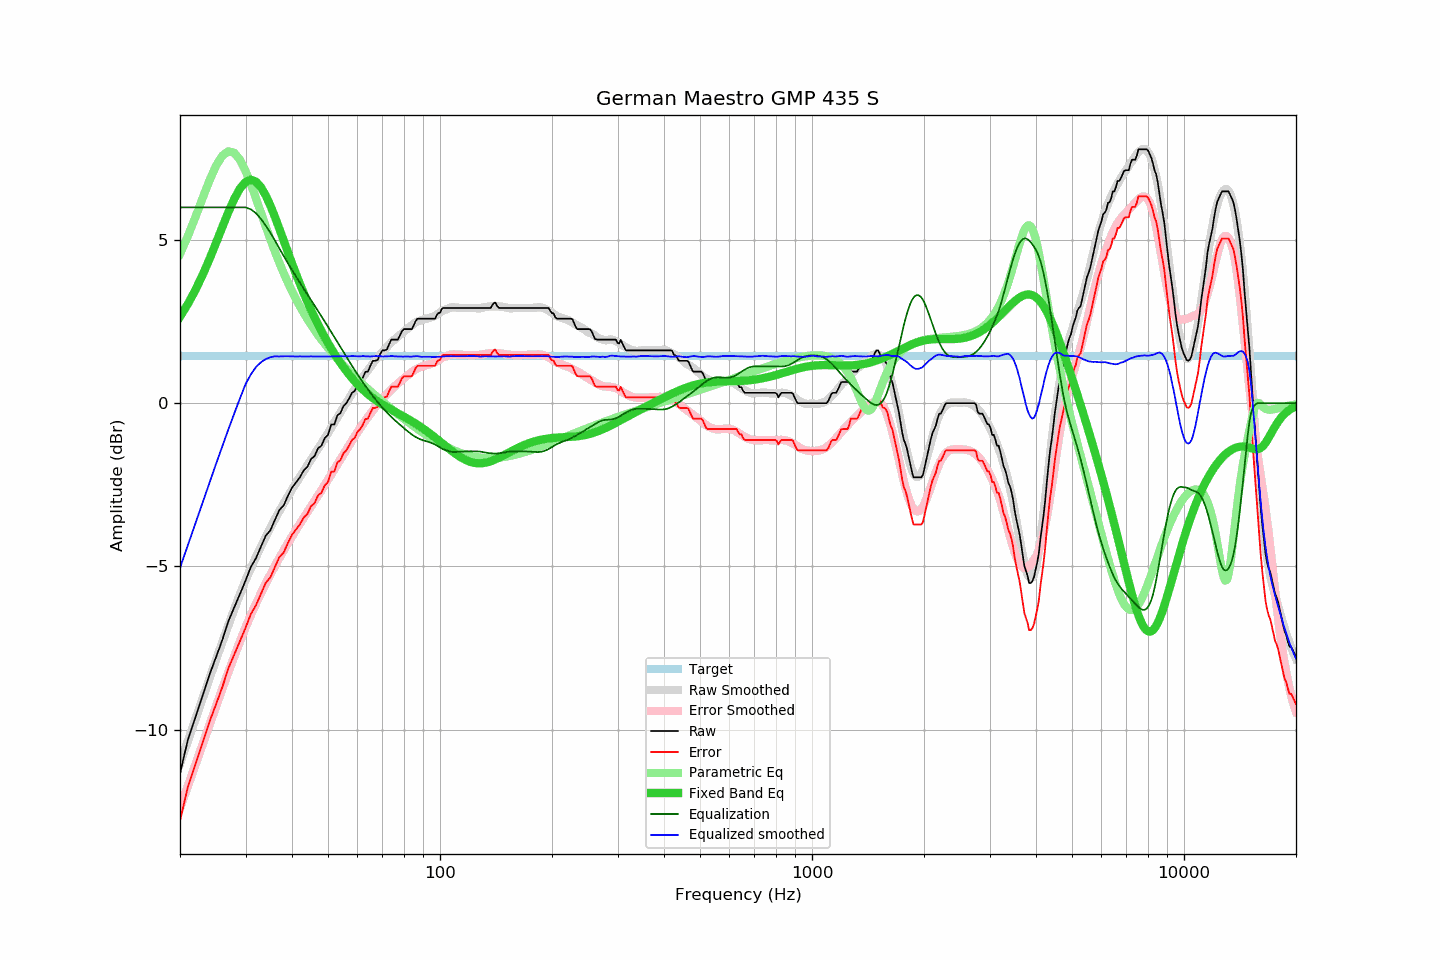 German Maestro GMP 435 S
5
0
−5
−10
Amplitude (dBr)
100
1000
10000
Frequency (Hz)
Target
Raw Smoothed
Error Smoothed
Raw
Error
Parametric Eq
Fixed Band Eq
Equalization
Equalized smoothed